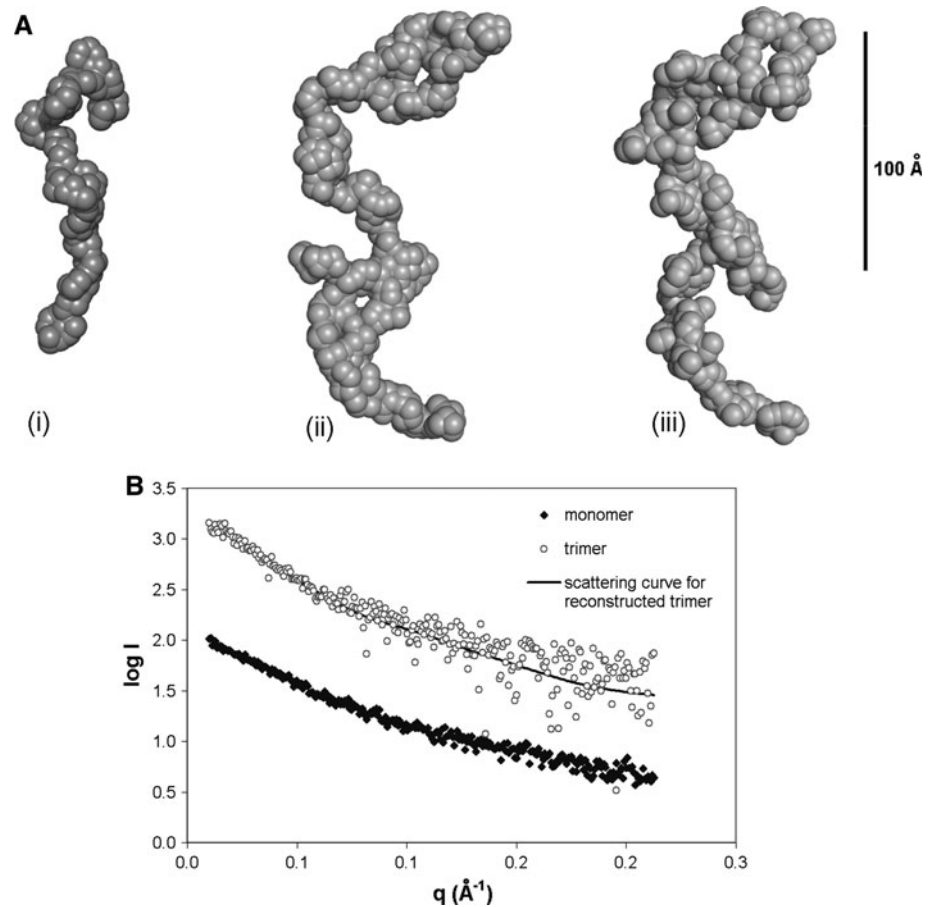 A
100 Å
(i)
(ii)
(iii)
B
3.5
3.0
2.5
2.0
1.5
1.0
0.5
0.0
log I
monomer
trimer
scattering curve for
reconstructed trimer
0.0
0.1
0.1
0.2
0.2
0.3
q (Å⁻¹)